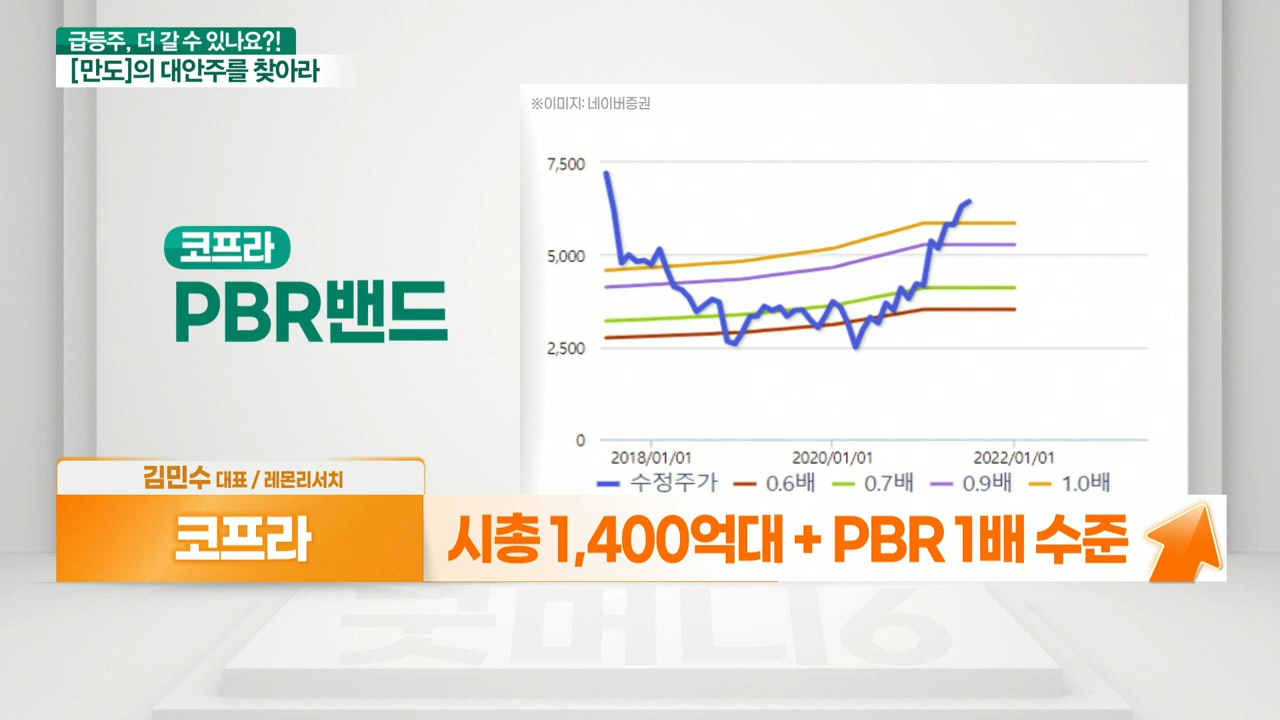 급등주, 더 갈 수 있나요?!
[만도]의 대안주를 찾아라
※이미지: 네이버증권
코프라
PBR밴드
7,500
5,000
2,500
0
2018/01/01 2020/01/01 2022/01/01
수정주가 0.6배 0.7배 0.9배 1.0배
김민수 대표 / 레몬리서치
코프라
시총 1,400억대 + PBR 1배 수준
굿머니6